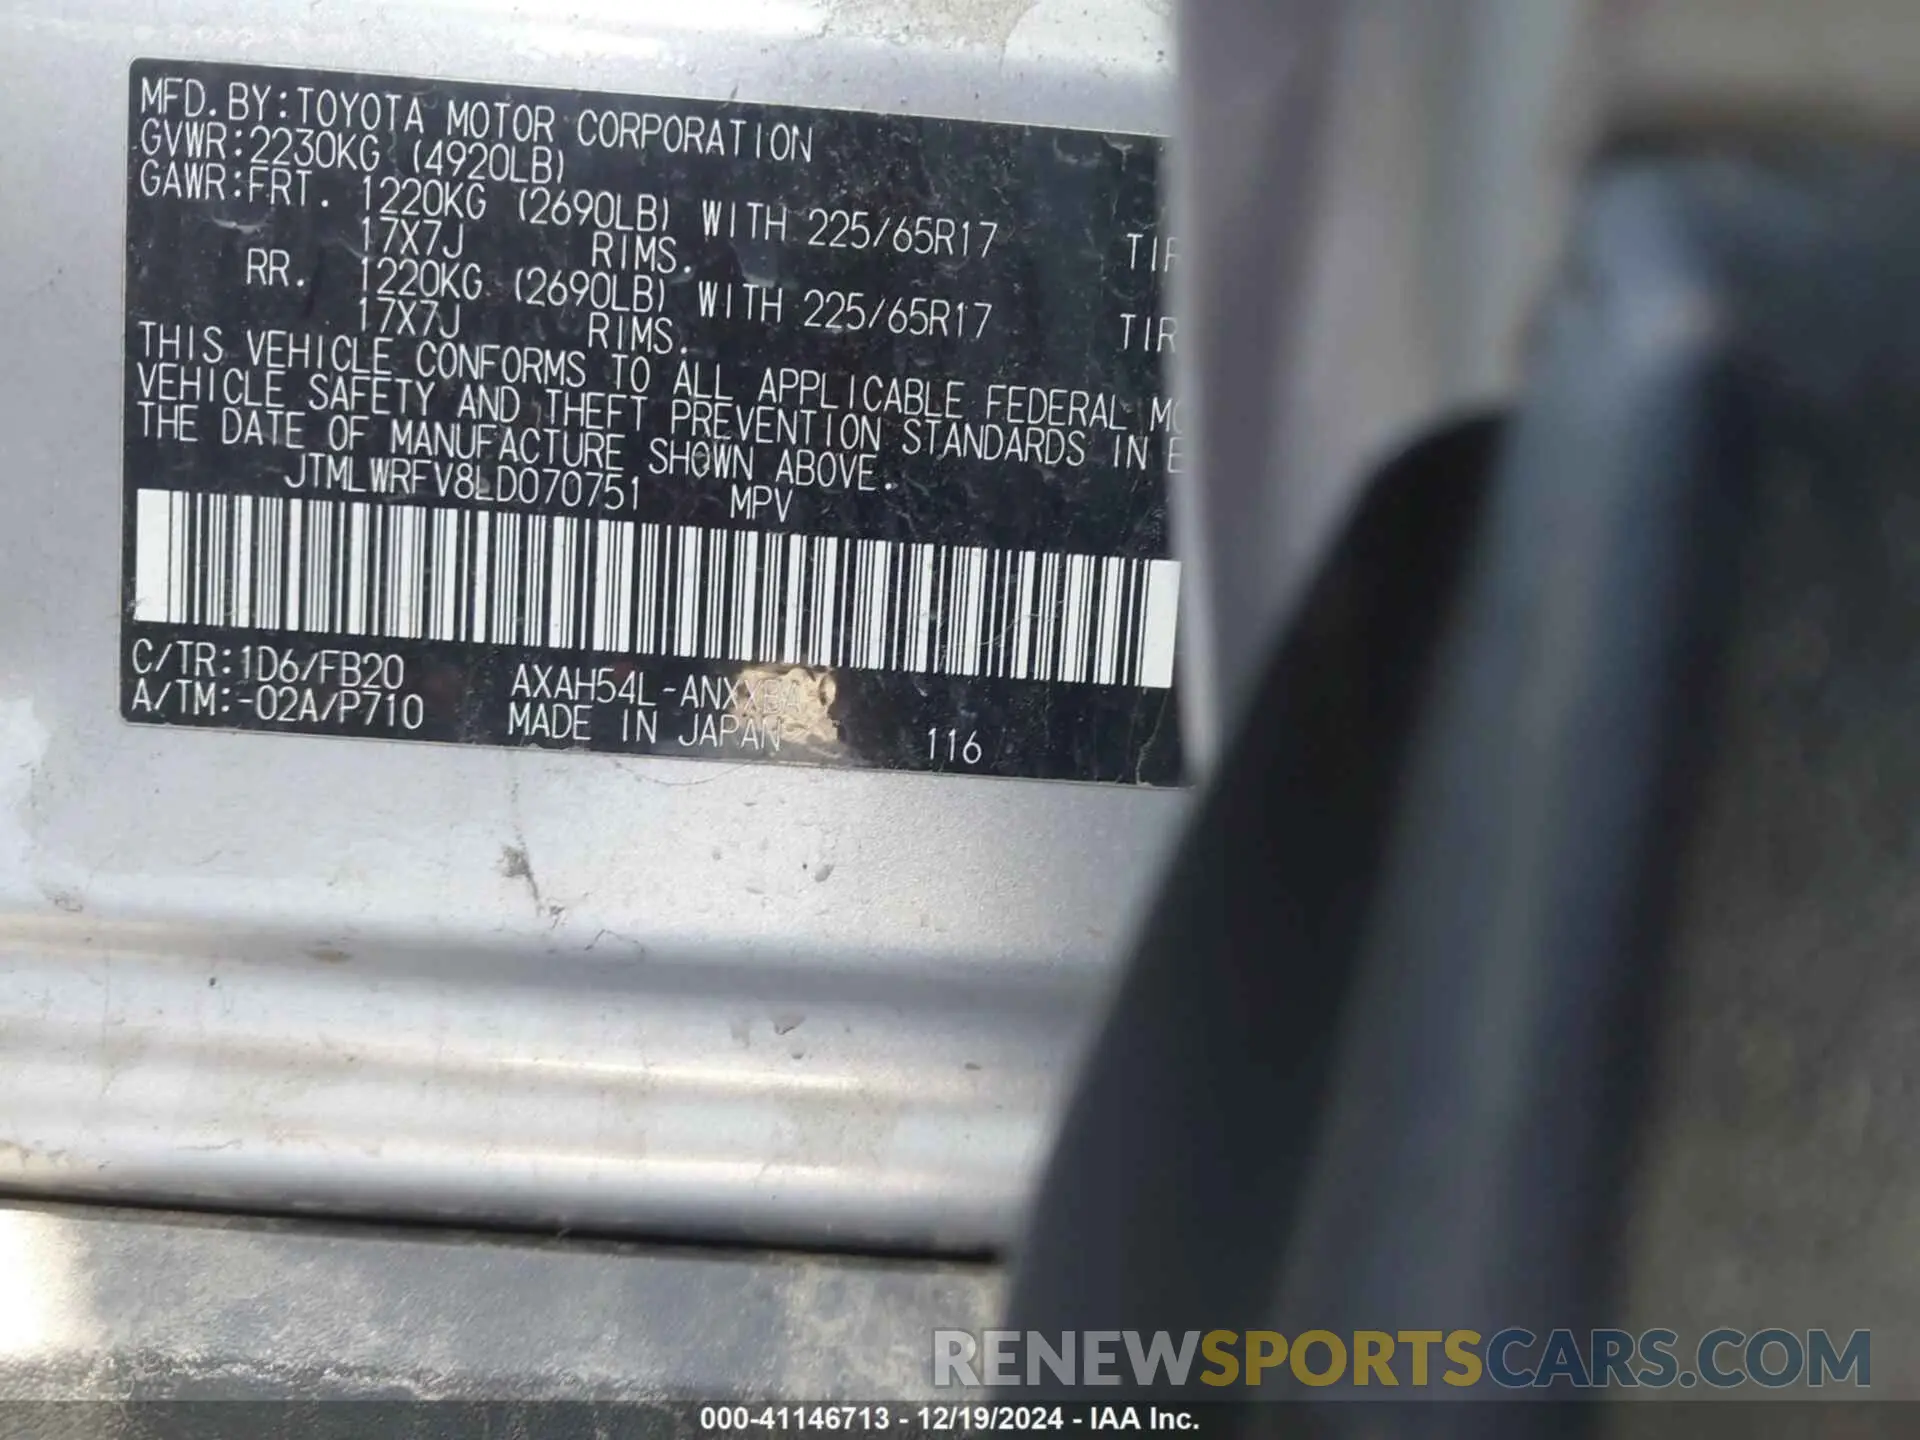 MFD.BY:TOYOTA MOTOR CORPORATION
GVWR:2230KG (4920LB)
GAWR:FRT. 1220KG (2690LB) WITH 225/65R17 TIR
17X7J RIMS.
RR. 1220KG (2690LB) WITH 225/65R17 TIR
17X7J RIMS.
THIS VEHICLE CONFORMS TO ALL APPLICABLE FEDERAL MO
VEHICLE SAFETY AND THEFT PREVENTION STANDARDS IN E
THE DATE OF MANUFACTURE SHOWN ABOVE.
JTMLWRFV8LD070751 MPV
C/TR:1D6/FB20 AXAH54L-ANXXBA
A/TM:-02A/P710 MADE IN JAPAN 116
RENEWSPORTSCARS.COM
000-41146713 - 12/19/2024 - IAA Inc.